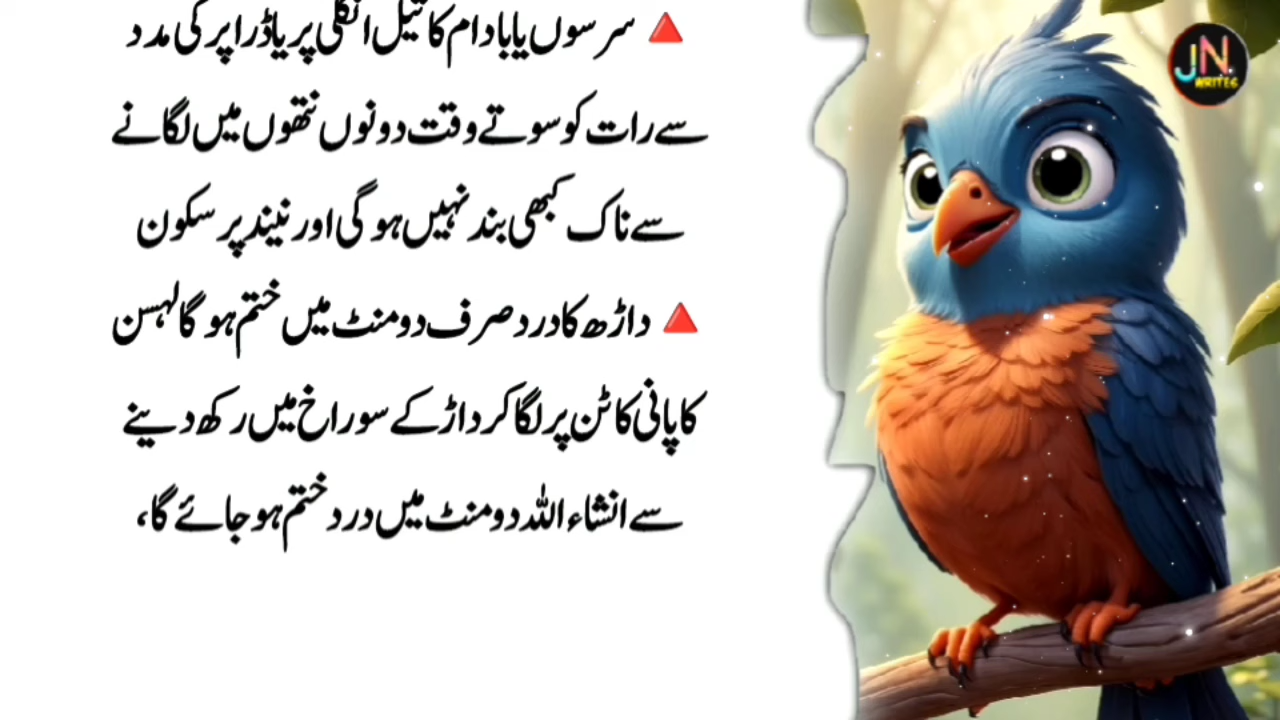 🔺 سرسوں یا بادام کا تیل انگلی پر یا ڈراپر کی مدد
سے رات کو سوتے وقت دونوں نتھوں میں لگانے
سے ناک کبھی بند نہیں ہو گی اور نیند پر سکون
🔺 داڑھ کا درد صرف دو منٹ میں ختم ہو گا لہسن
کا پانی کاٹن پر لگا کر داڑ کے سوراخ میں رکھ دینے
سے انشاء اللہ دو منٹ میں درد ختم ہو جائے گا،
JN
WRITES